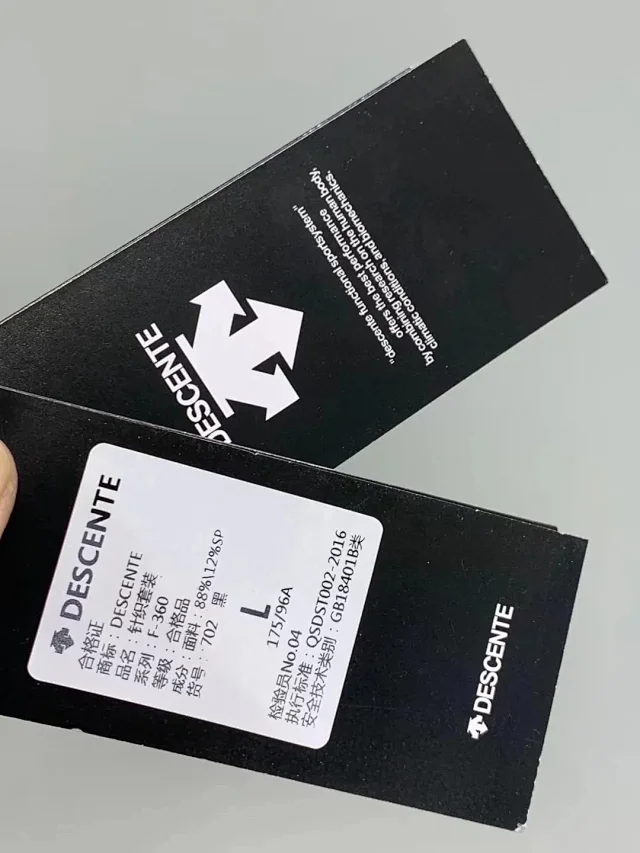 DESCENTE
"descente functional sportsystem"
offers the best performance
by combining research on the human body,
climatic conditions and biomechanics.
DESCENTE
合格证
商标：DESCENTE
品名：针织套装
系列：F-360
等级：合格品
成分：面料：88%\12%SP
货号：702 黑
L
175/96A
检验员No.04
执行标准：QSDST002-2016
安全技术类别：GB18401B类
DESCENTE